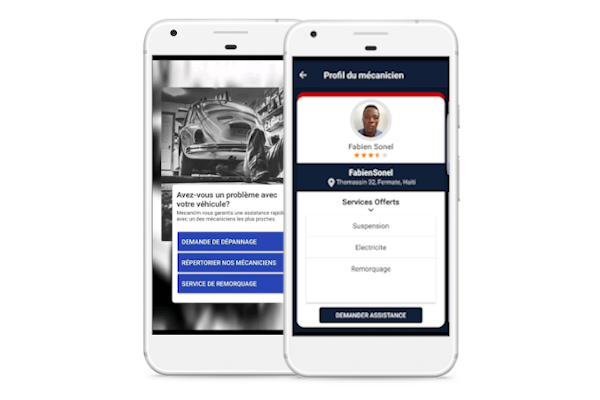 Avez-vous un problème avec
votre véhicule?
Mecanicim vous garantis une assistance rapide
avec un des mécaniciens les plus proches.
DEMANDE DE DÉPANNAGE
RÉPERTORIER NOS MÉCANICIENS
SERVICE DE REMORQUAGE
Profil du mécanicien
Fabien Sonel
FabienSonel
Thomassin 32, Fermate, Haiti
Services Offerts
Suspension
Electricite
Remorquage
DEMANDER ASSISTANCE